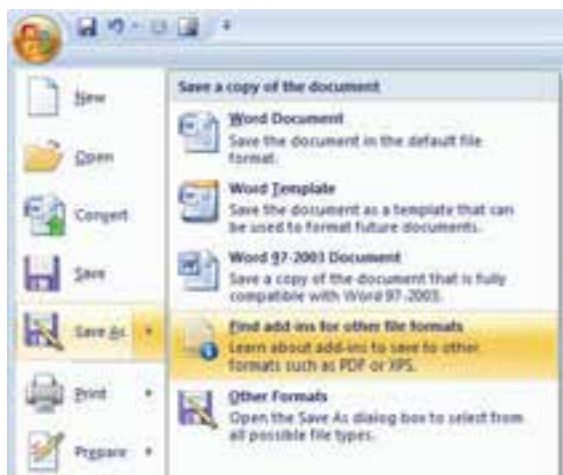 New
Open
Convert
Save
Save As
Print
Prepare
Save a copy of the document
Word Document
Save the document in the default file
format.
Word Template
Save the document as a template that can
be used to format future documents.
Word 97-2003 Document
Save a copy of the document that is fully
compatible with Word 97-2003.
Find add-ins for other file formats
Learn about add-ins to save to other
formats such as PDF or XPS.
Other Formats
Open the Save As dialog box to select from
all possible file types.